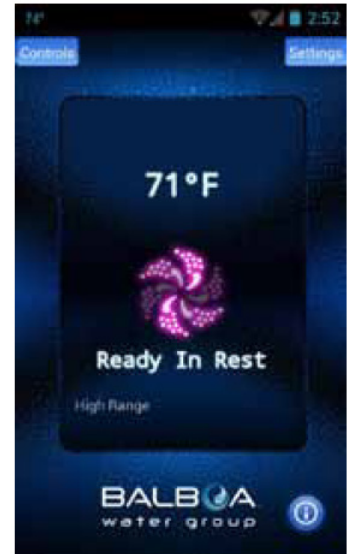 74° 2:52
Controls Settings
71°F
Ready In Rest
High Range
BALBOA
water group